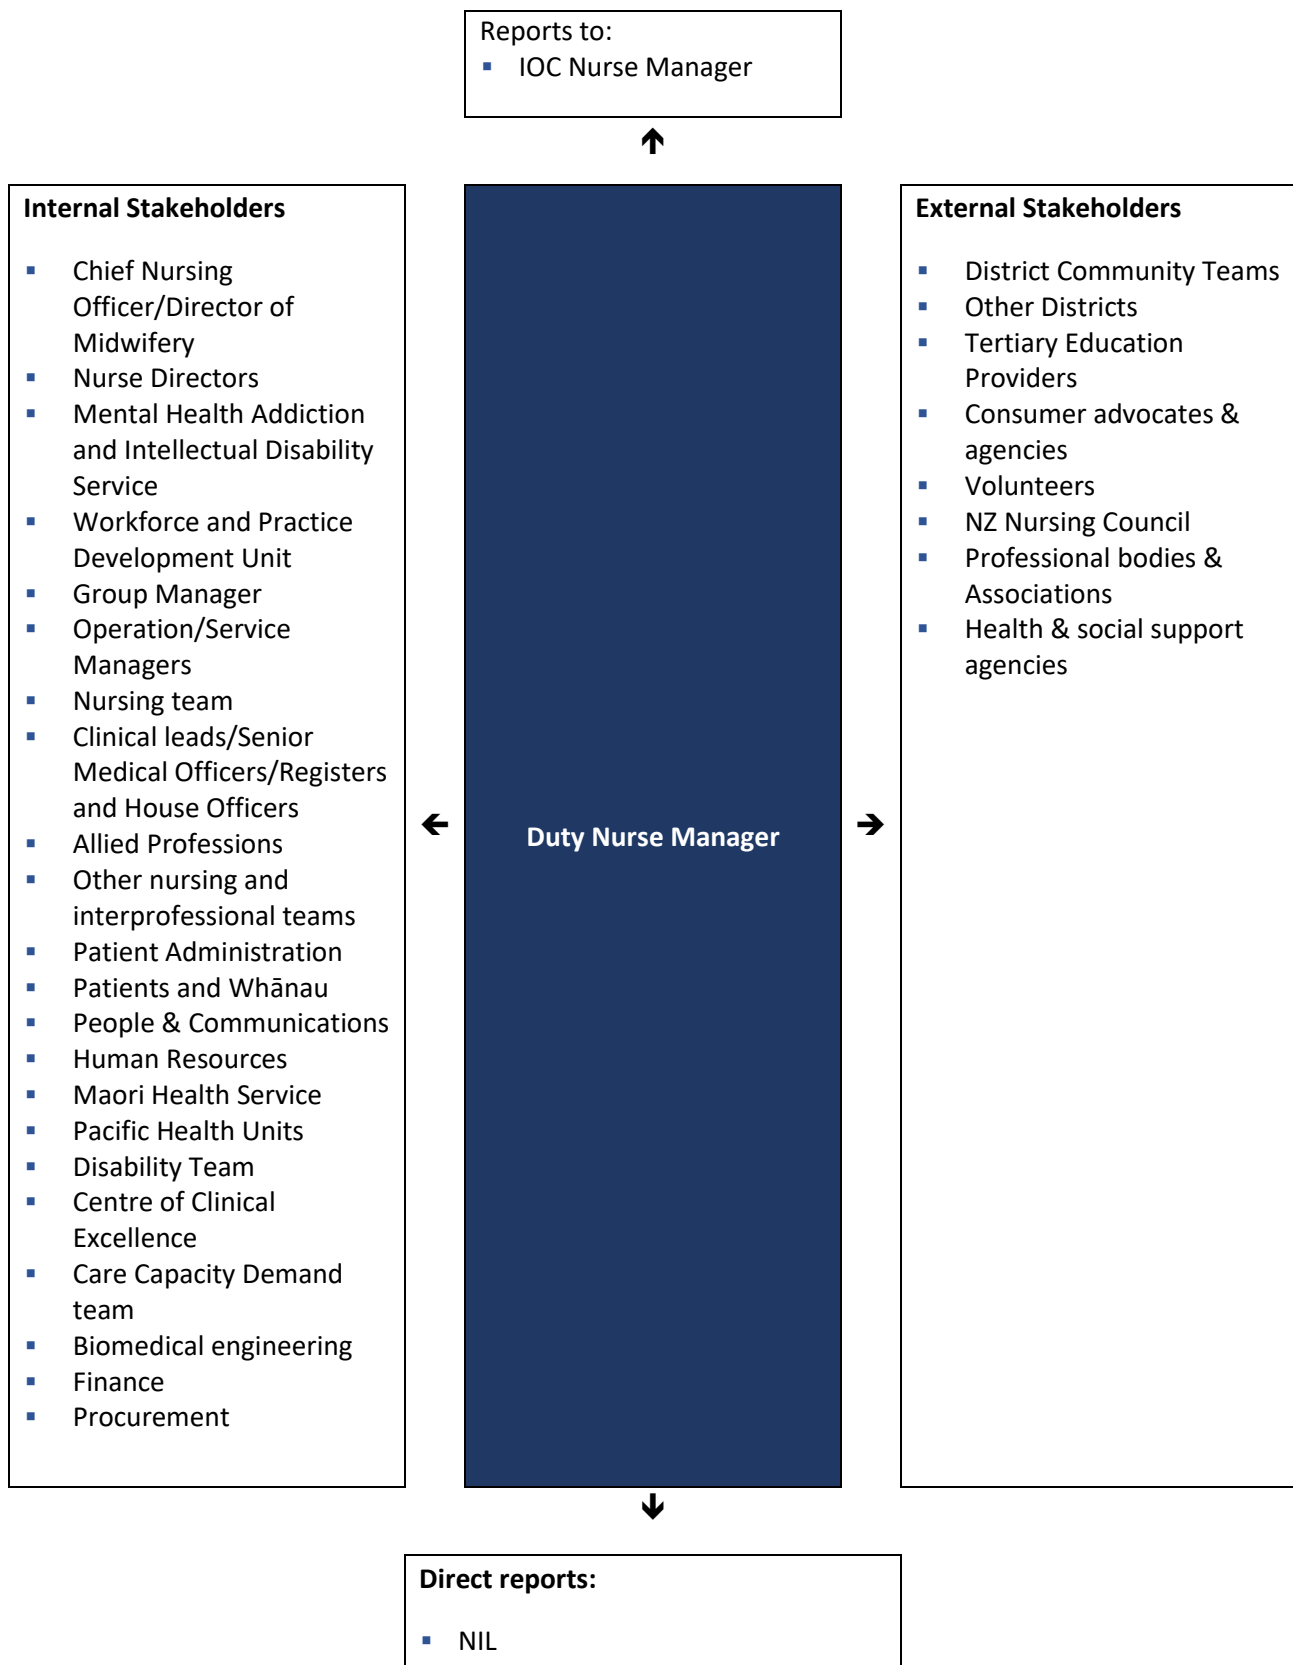 Reports to:
▪ IOC Nurse Manager
🡩
Internal Stakeholders
▪ Chief Nursing
Officer/Director of
Midwifery
▪ Nurse Directors
▪ Mental Health Addiction
and Intellectual Disability
Service
▪ Workforce and Practice
Development Unit
▪ Group Manager
▪ Operation/Service
Managers
▪ Nursing team
▪ Clinical leads/Senior
Medical Officers/Registers
and House Officers
▪ Allied Professions
▪ Other nursing and
interprofessional teams
▪ Patient Administration
▪ Patients and Whānau
▪ People & Communications
▪ Human Resources
▪ Maori Health Service
▪ Pacific Health Units
▪ Disability Team
▪ Centre of Clinical
Excellence
▪ Care Capacity Demand
team
▪ Biomedical engineering
▪ Finance
▪ Procurement
🡨
Duty Nurse Manager
🡪
External Stakeholders
▪ District Community Teams
▪ Other Districts
▪ Tertiary Education
Providers
▪ Consumer advocates &
agencies
▪ Volunteers
▪ NZ Nursing Council
▪ Professional bodies &
Associations
▪ Health & social support
agencies
🡫
Direct reports:
▪ NIL